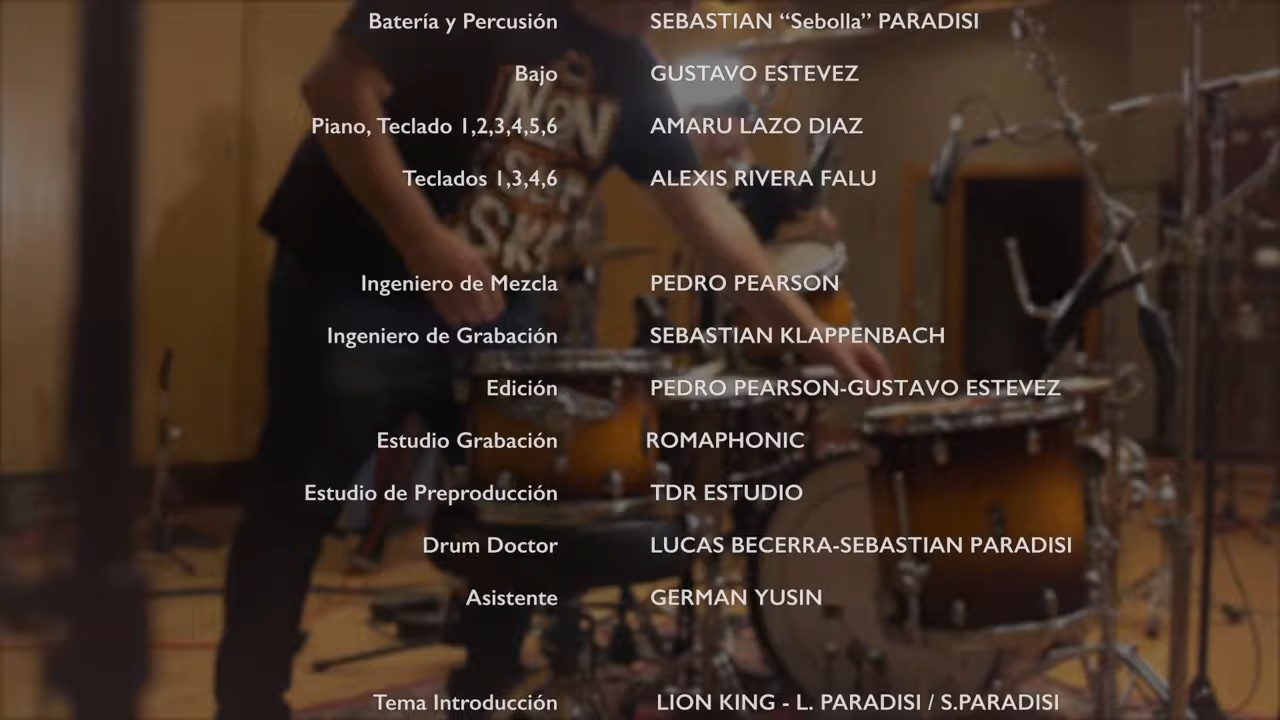 Batería y Percusión SEBASTIAN “Sebolla” PARADISI
Bajo GUSTAVO ESTEVEZ
Piano, Teclado 1,2,3,4,5,6 AMARU LAZO DIAZ
Teclados 1,3,4,6 ALEXIS RIVERA FALU
Ingeniero de Mezcla PEDRO PEARSON
Ingeniero de Grabación SEBASTIAN KLAPPENBACH
Edición PEDRO PEARSON-GUSTAVO ESTEVEZ
Estudio Grabación ROMAPHONIC
Estudio de Preproducción TDR ESTUDIO
Drum Doctor LUCAS BECERRA-SEBASTIAN PARADISI
Asistente GERMAN YUSIN
Tema Introducción LION KING - L. PARADISI / S.PARADISI